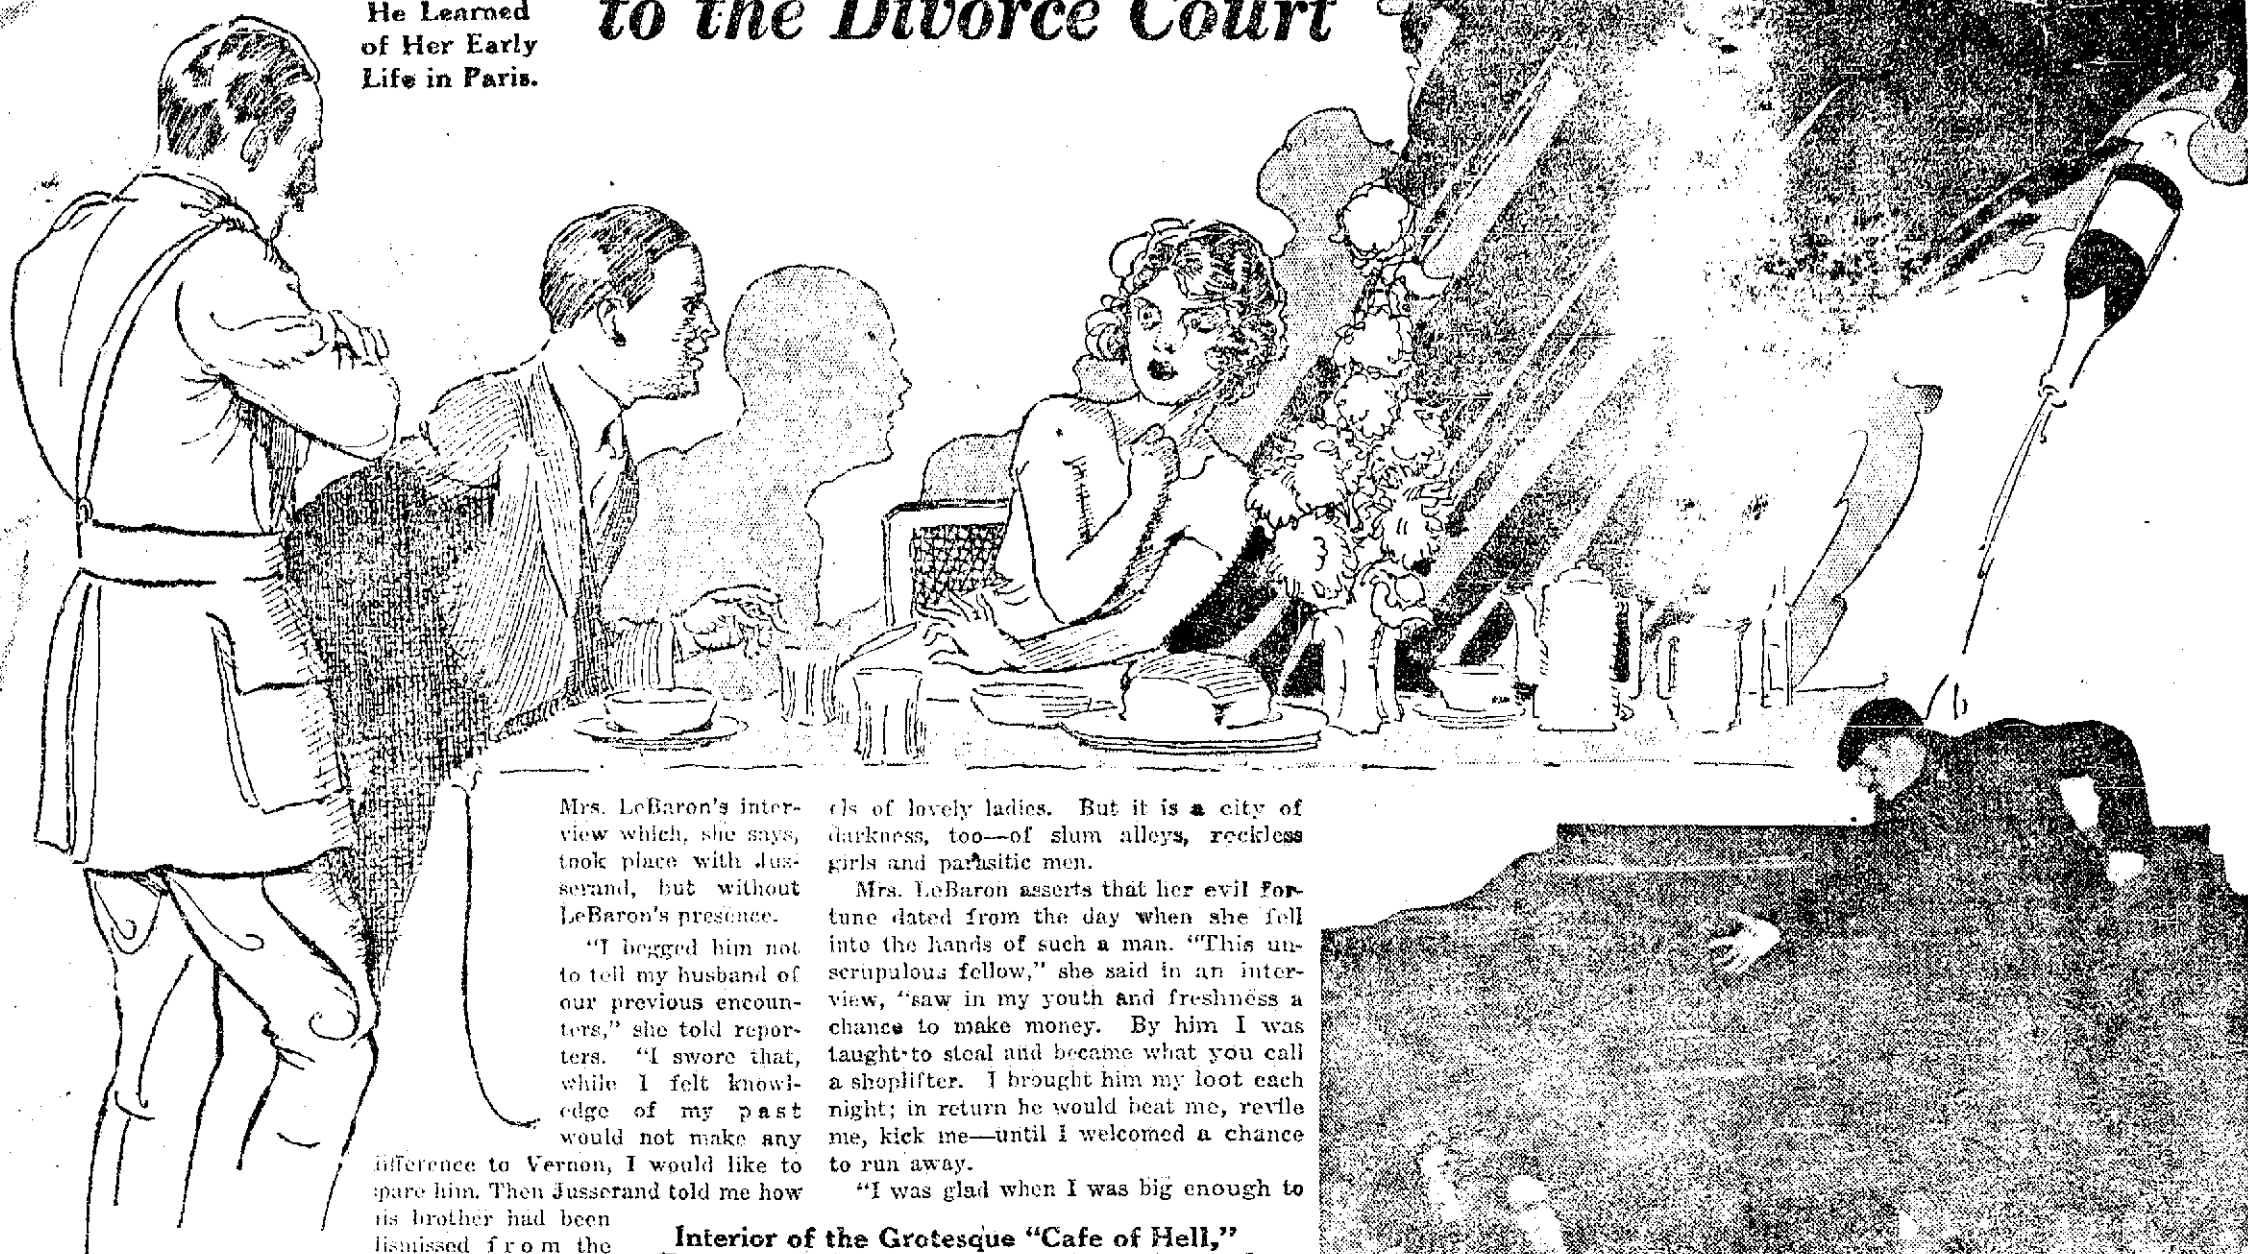 He Learned
of Her Early
Life in Paris.
to the Divorce Court
Mrs. LeBaron's inter-
view which, she says,
took place with Jus-
serand, but without
LeBaron's presence.
"I begged him not
to tell my husband of
our previous encoun-
ters," she told repor-
ters. "I swore that,
while I felt knowl-
edge of my past
would not make any
ifference to Vernon, I would like to
pare him. Then Jusserand told me how
is brother had been
ismissed from the
ds of lovely ladies. But it is a city of
darkness, too—of slum alleys, reckless
girls and parasitic men.
Mrs. LeBaron asserts that her evil for-
tune dated from the day when she fell
into the hands of such a man. "This un-
scrupulous fellow," she said in an inter-
view, "saw in my youth and freshness a
chance to make money. By him I was
taught to steal and became what you call
a shoplifter. I brought him my loot each
night; in return he would beat me, revile
me, kick me—until I welcomed a chance
to run away.
"I was glad when I was big enough to
Interior of the Grotesque "Cafe of Hell,"